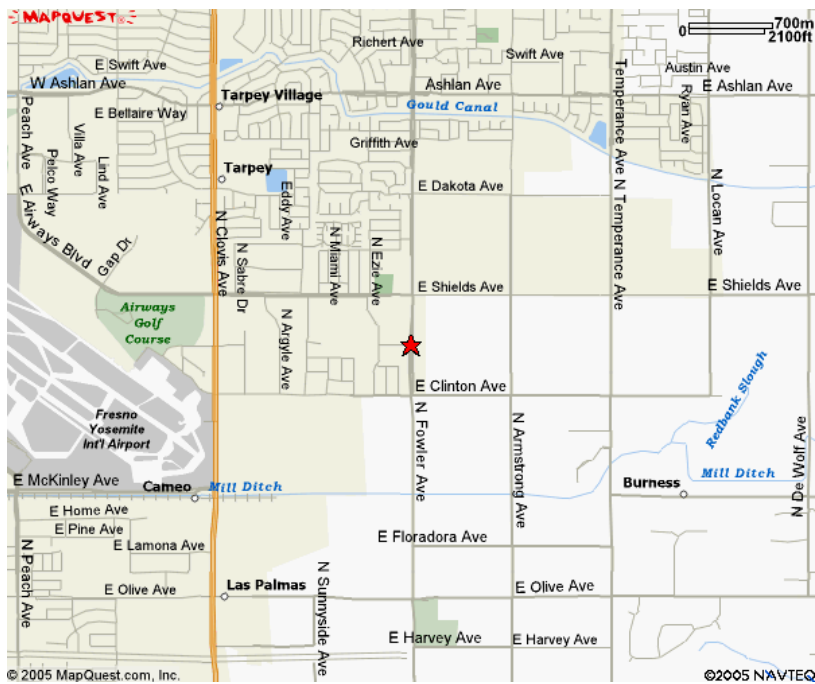 MAPQUEST
700m
0
2100ft
Richert Ave
Swift Ave
E Swift Ave
Austin Ave
W Ashlan Ave
Ashlan Ave
E Ashlan Ave
Tarpey Village
Gould Canal
E Bellaire Way
Peach Ave
Villa Ave
Lind Ave
Pelco Way
Griffith Ave
Temperance Ave
Ryan Ave
Tarpey
E Dakota Ave
N Locan Ave
Eddy Ave
N Temperance Ave
E Airways Blvd
Gap Dr
N Clovis Ave
N Sabre Dr
N Miami Ave
N Ezie Ave
E Shields Ave
E Shields Ave
Airways
Golf
Course
N Argyle Ave
E Clinton Ave
Redbank Slough
Fresno
Yosemite
Int'l Airport
N Fowler Ave
N Armstrong Ave
N De Wolf Ave
E McKinley Ave
Cameo
Mill Ditch
Burness
Mill Ditch
E Home Ave
E Pine Ave
E Lamona Ave
E Floradora Ave
N Peach Ave
E Olive Ave
Las Palmas
N Sunnyside Ave
E Olive Ave
E Harvey Ave
E Harvey Ave
© 2005 MapQuest.com, Inc.
©2005 NAVTEQ